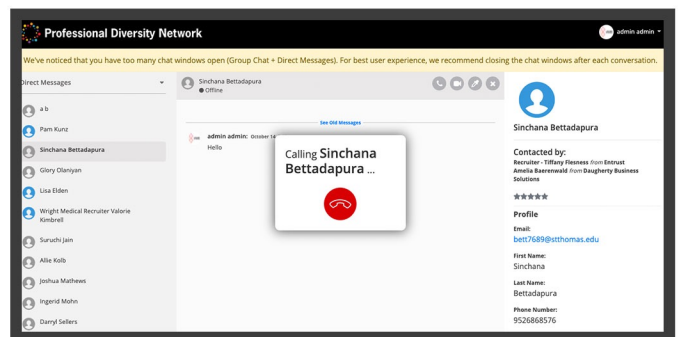 Professional Diversity Network
admin admin
We've noticed that you have too many chat windows open (Group Chat + Direct Messages). For best user experience, we recommend closing the chat windows after each conversation.
Direct Messages
a b
Pam Kunz
Sinchana Bettadapura
Glory Olaniyan
Lisa Elden
Wright Medical Recruiter Valorie
Kimbrell
Suruchi Jain
Allie Kolb
Joshua Mathews
Ingerid Mohn
Darryl Sellers
Sinchana Bettadapura
Offline
See Old Messages
admin admin: October 14
Hello
Calling Sinchana
Bettadapura ...
Sinchana Bettadapura
Contacted by:
Recruiter - Tiffany Flesness from Entrust
Amelia Baerenwald from Daugherty Business
Solutions
Profile
Email:
bett7689@stthomas.edu
First Name:
Sinchana
Last Name:
Bettadapura
Phone Number:
9526868576